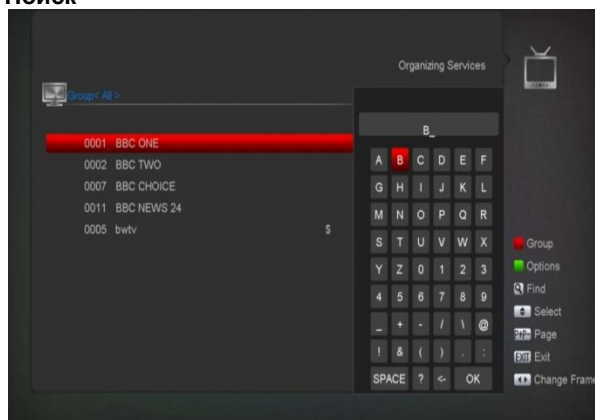 Поиск
Organizing Services
Group< All >
B_
0001 BBC ONE
0002 BBC TWO
0007 BBC CHOICE
0011 BBC NEWS 24
0005 bwtv $
A B C D E F
G H I J K L
M N O P Q R
S T U V W X
Y Z 0 1 2 3
4 5 6 7 8 9
_ + - / \ @
! & ( ) . :
SPACE ? <- OK
Group
Options
Find
Select
Page
EXIT Exit
Change Frame